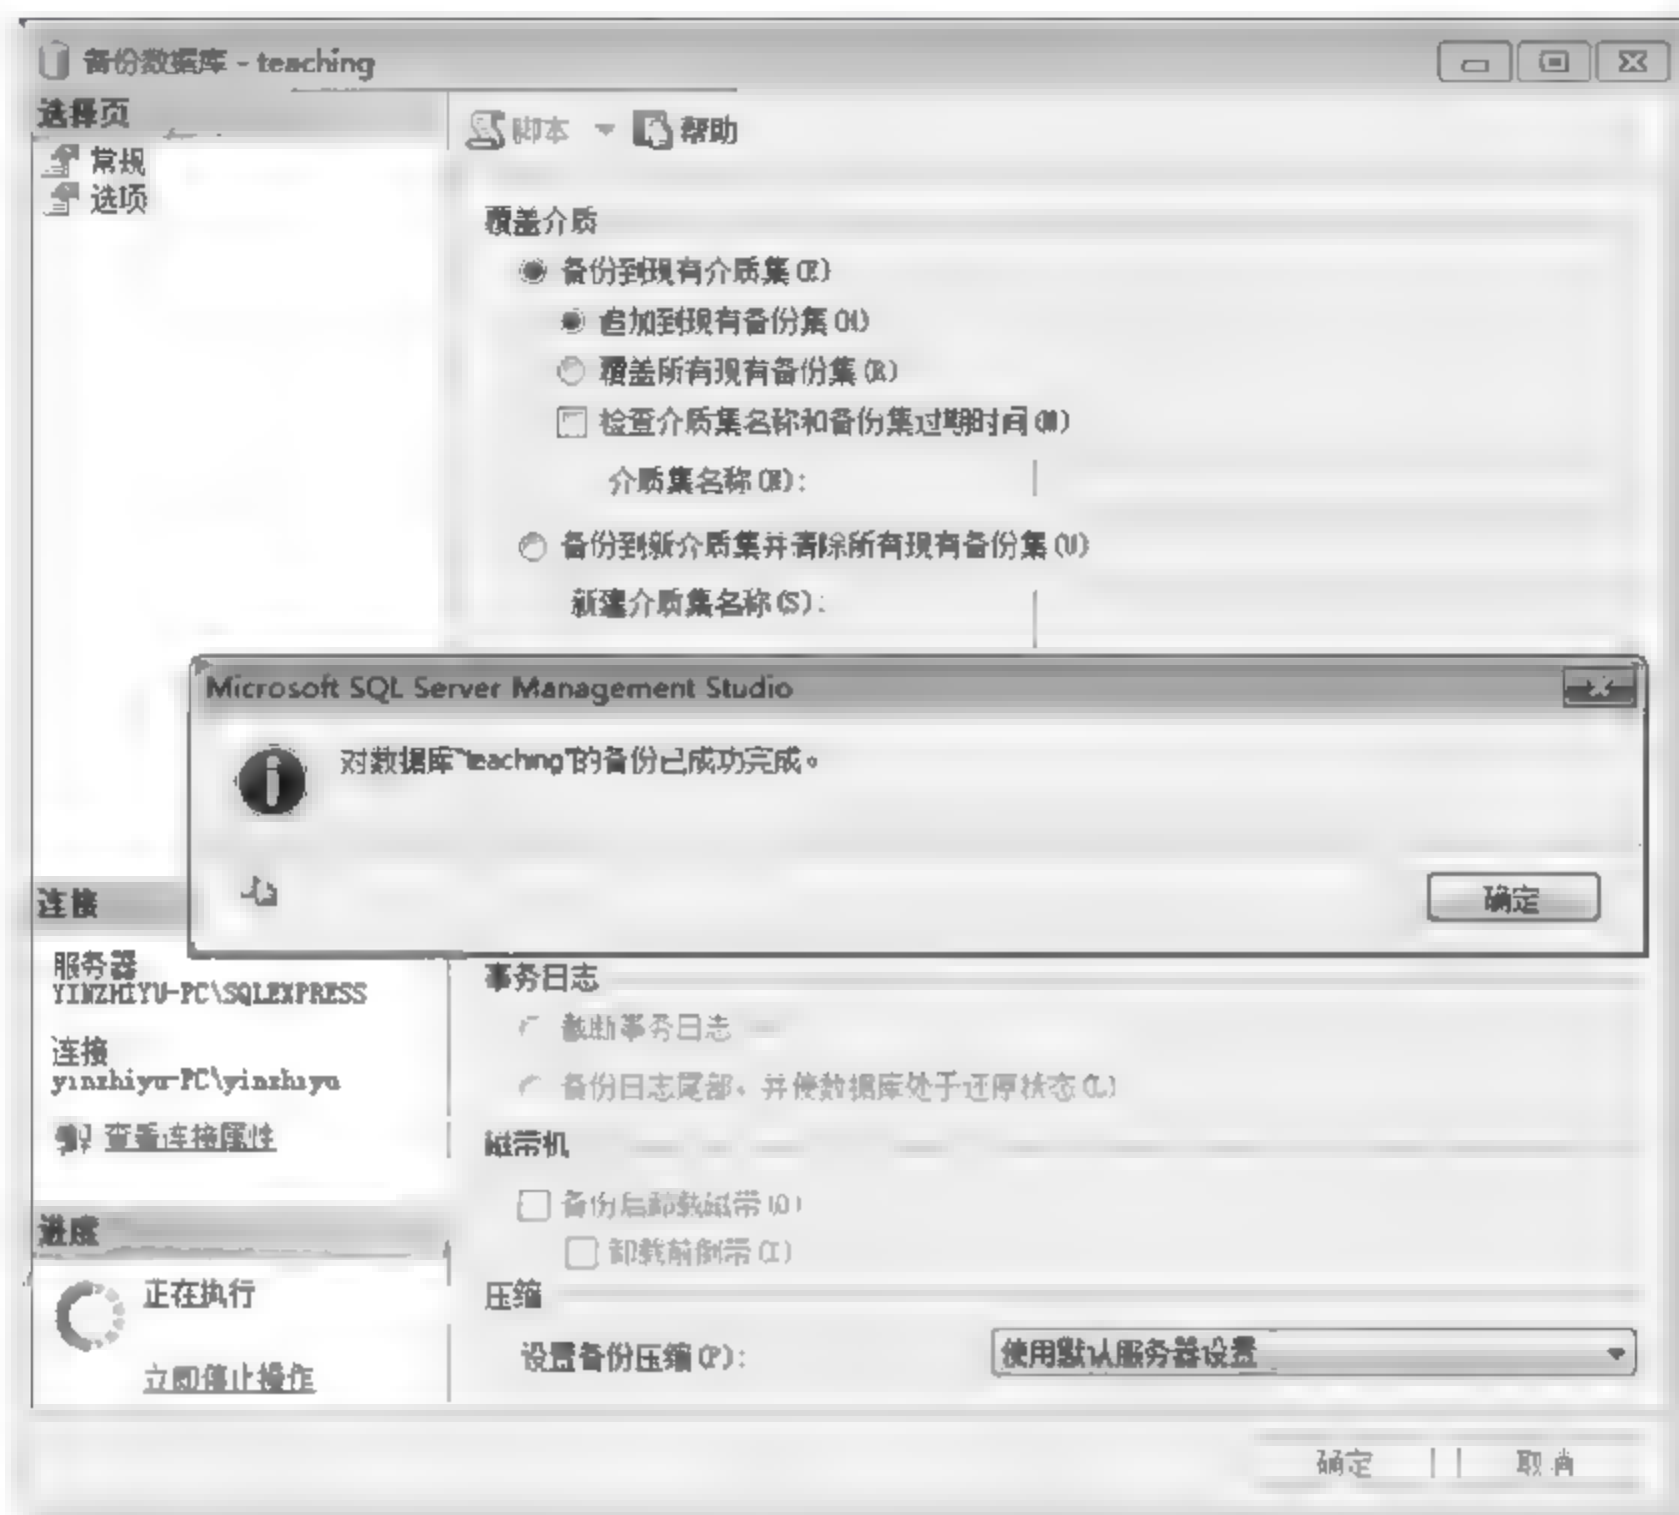 备份数据库 - teaching
选择页
常规
选项
脚本 帮助
覆盖介质
备份到现有介质集(E)
追加到现有备份集(H)
覆盖所有现有备份集(R)
检查介质集名称和备份集过期时间(M)
介质集名称(N):
备份到新介质集并清除所有现有备份集(U)
新建介质集名称(S):
Microsoft SQL Server Management Studio
对数据库"teaching"的备份已成功完成。
确定
连接
服务器
YINZHIYU-PC\SQLEXPRESS
连接
yinzhiyu-PC\yinzhiyu
查看连接属性
进度
正在执行
立即停止操作
事务日志
截断事务日志
备份日志尾部，并使数据库处于还原状态(L)
磁带机
备份后卸载磁带(O)
卸载前倒带(I)
压缩
设置备份压缩(P):
使用默认服务器设置
确定 取消